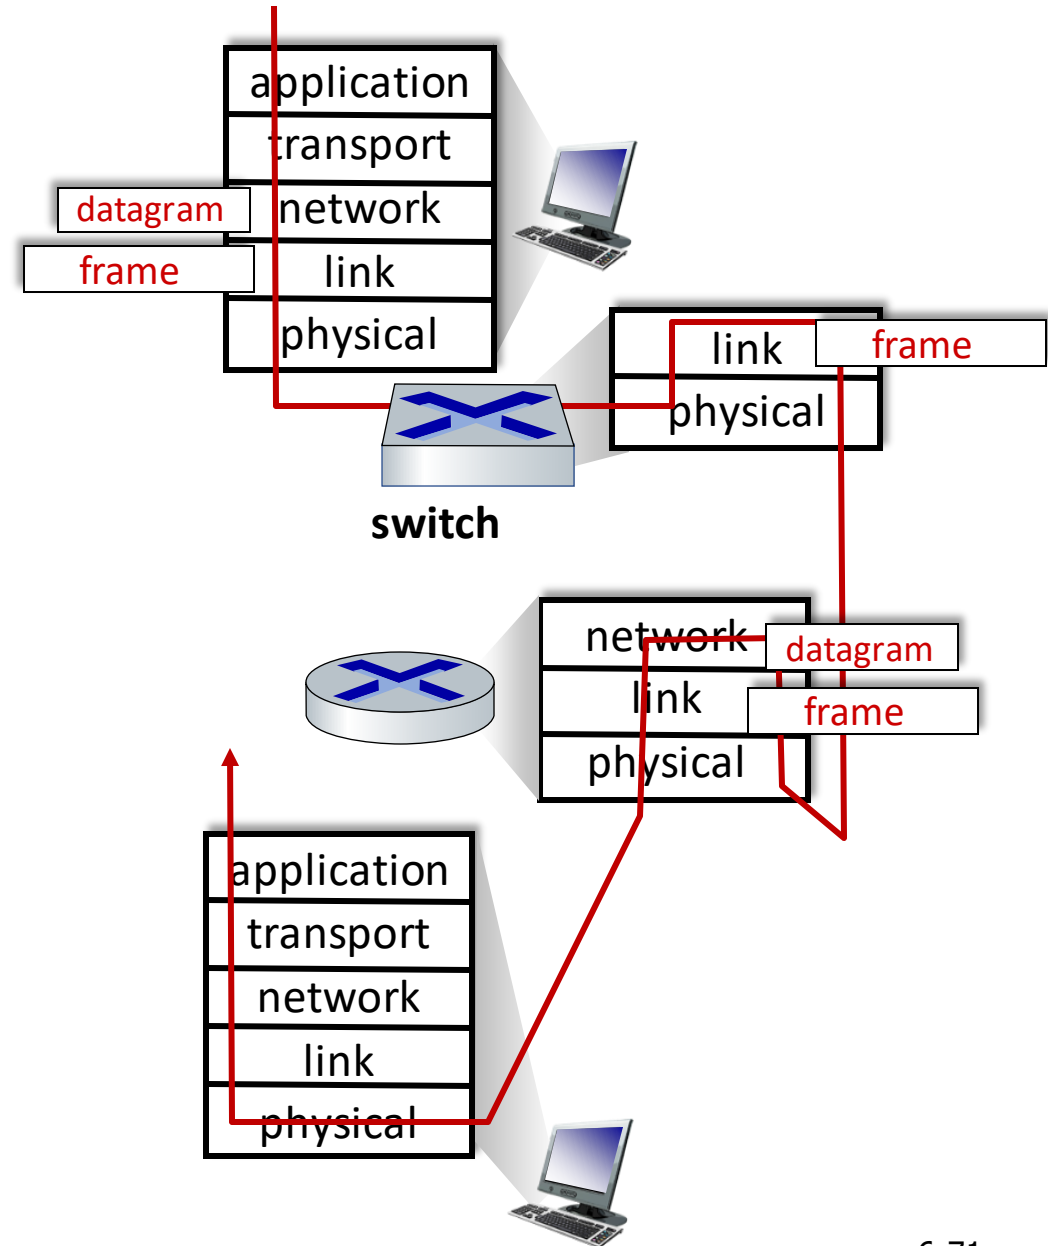 application
transport
datagram
network
frame
link
physical
link
frame
physical
switch
network
datagram
link
frame
physical
application
transport
network
link
physical